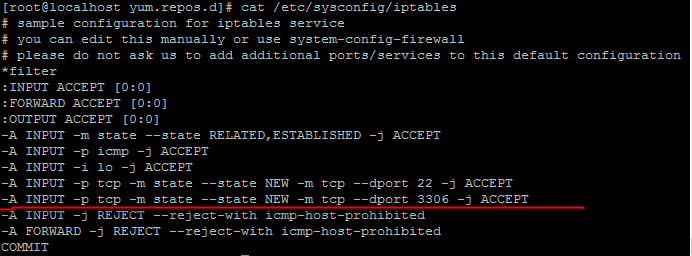 [root@localhost yum.repos.d]# cat /etc/sysconfig/iptables
# sample configuration for iptables service
# you can edit this manually or use system-config-firewall
# please do not ask us to add additional ports/services to this default configuration
*filter
:INPUT ACCEPT [0:0]
:FORWARD ACCEPT [0:0]
:OUTPUT ACCEPT [0:0]
-A INPUT -m state --state RELATED,ESTABLISHED -j ACCEPT
-A INPUT -p icmp -j ACCEPT
-A INPUT -i lo -j ACCEPT
-A INPUT -p tcp -m state --state NEW -m tcp --dport 22 -j ACCEPT
-A INPUT -p tcp -m state --state NEW -m tcp --dport 3306 -j ACCEPT
-A INPUT -j REJECT --reject-with icmp-host-prohibited
-A FORWARD -j REJECT --reject-with icmp-host-prohibited
COMMIT